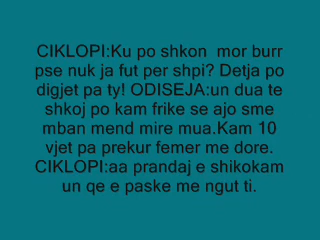 CIKLOPI:Ku po shkon  mor burr
pse nuk ja fut per shpi? Detja po
digjet pa ty! ODISEJA:un dua te
shkoj po kam frike se ajo sme
mban mend mire mua.Kam 10
vjet pa prekur femer me dore.
CIKLOPI:aa prandaj e shikokam
un qe e paske me ngut ti.